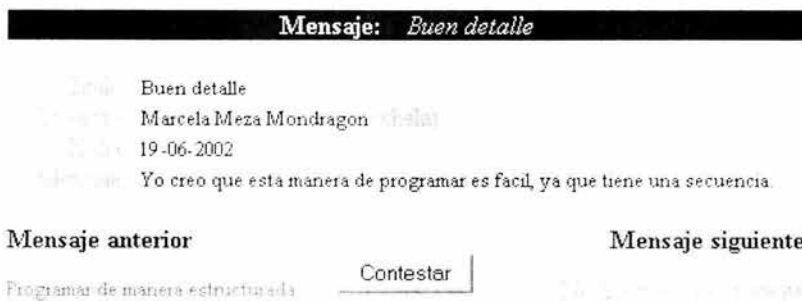 Mensaje: Buen detalle
Buen detalle
Marcela Meza Mondragon
19-06-2002
Yo creo que esta manera de programar es facil, ya que tiene una secuencia.
Mensaje anterior Mensaje siguiente
Contestar
Programar de manera estructurada